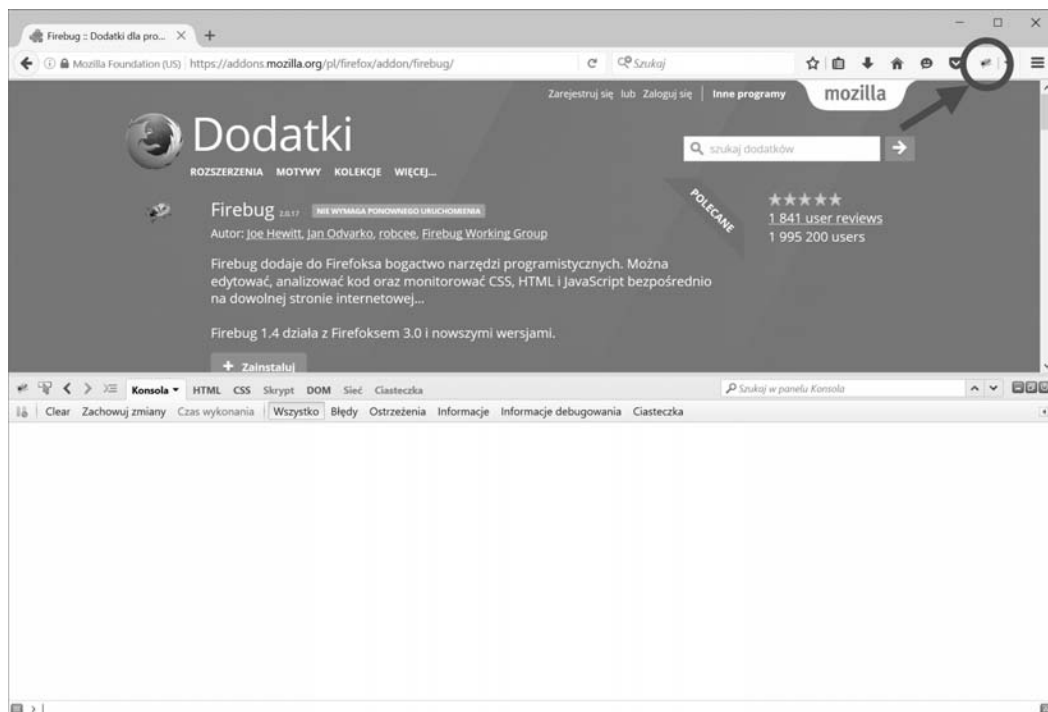 Firebug :: Dodatki dla pro...
Mozilla Foundation (US) https://addons.mozilla.org/pl/firefox/addon/firebug/ Szukaj
Zarejestruj się lub Zaloguj się | Inne programy mozilla
Dodatki
szukaj dodatków
ROZSZERZENIA MOTYWY KOLEKCJE WIĘCEJ...
Firebug 2.0.17 NIE WYMAGA PONOWNEGO URUCHOMIENIA
POLECANE
1 841 user reviews
1 995 200 users
Autor: Joe Hewitt, Jan Odvarko, robcee, Firebug Working Group
Firebug dodaje do Firefoksa bogactwo narzędzi programistycznych. Można
edytować, analizować kod oraz monitorować CSS, HTML i JavaScript bezpośrednio
na dowolnej stronie internetowej...
Firebug 1.4 działa z Firefoksem 3.0 i nowszymi wersjami.
+ Zainstaluj
Konsola HTML CSS Skrypt DOM Sieć Ciasteczka Szukaj w panelu Konsola
Clear Zachowuj zmiany Czas wykonania Wszystko Błędy Ostrzeżenia Informacje Informacje debugowania Ciasteczka